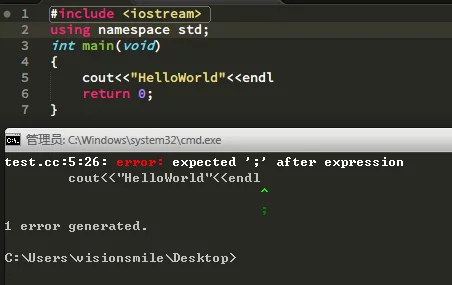 1 #include <iostream>
2 using namespace std;
3 int main(void)
4 {
5 cout<<"HelloWorld"<<endl
6 return 0;
7 }
管理员: C:\Windows\system32\cmd.exe
test.cc:5:26: error: expected ';' after expression
cout<<"HelloWorld"<<endl
^
;
1 error generated.
C:\Users\visionsmile\Desktop>